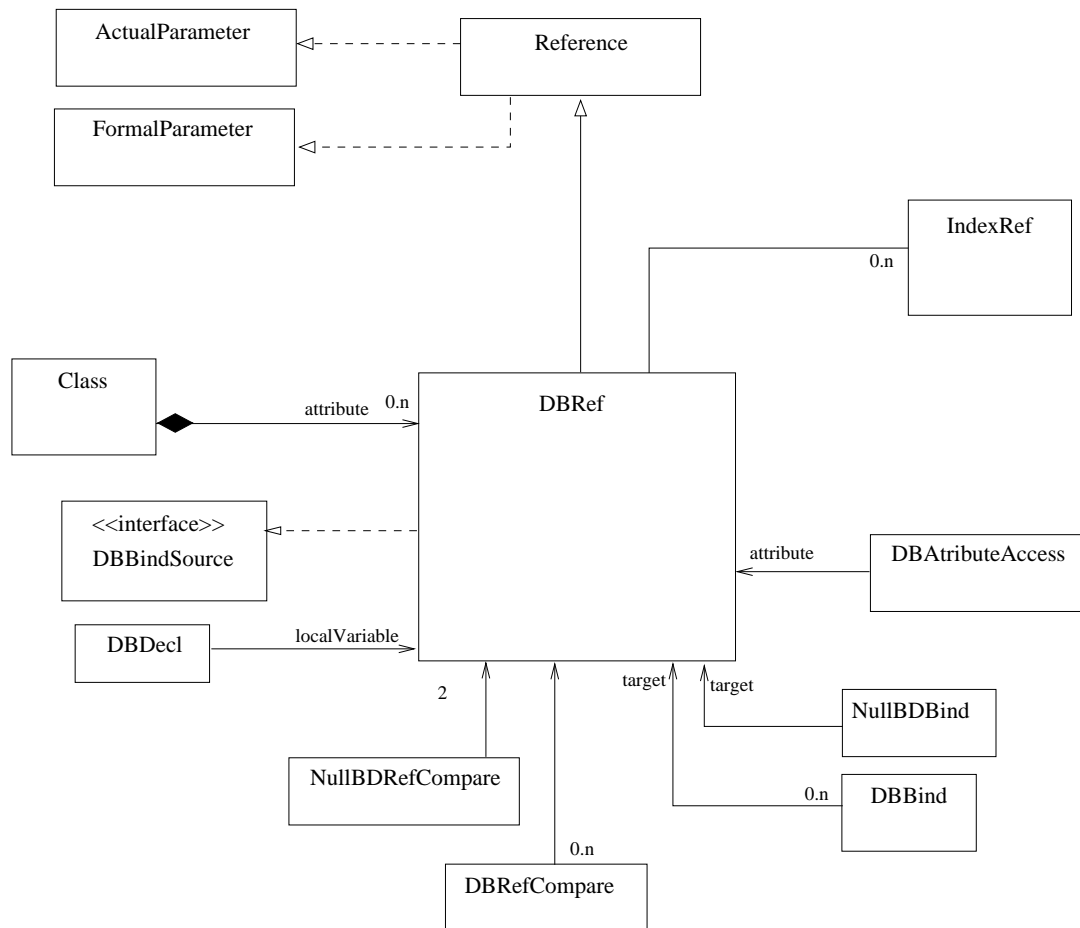 ActualParameter
Reference
FormalParameter
IndexRef
0.n
Class
attribute
0.n
DBRef
<<interface>>
DBBindSource
attribute
DBAtributeAccess
DBDecl
localVariable
2
target
target
NullBDBind
NullBDRefCompare
0.n
DBBind
0.n
DBRefCompare